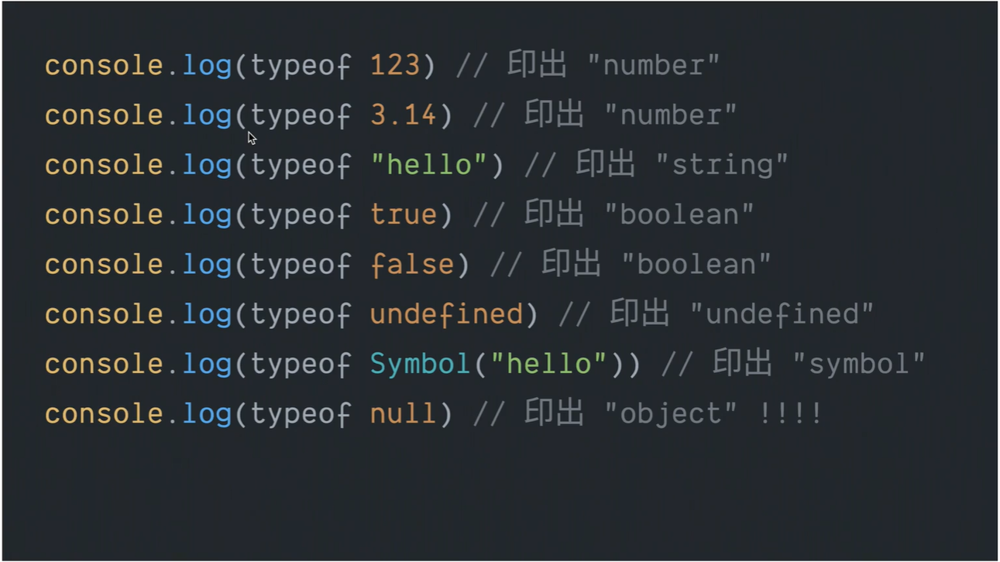 console.log(typeof 123) // 印出 "number"
console.log(typeof 3.14) // 印出 "number"
console.log(typeof "hello") // 印出 "string"
console.log(typeof true) // 印出 "boolean"
console.log(typeof false) // 印出 "boolean"
console.log(typeof undefined) // 印出 "undefined"
console.log(typeof Symbol("hello")) // 印出 "symbol"
console.log(typeof null) // 印出 "object" !!!!